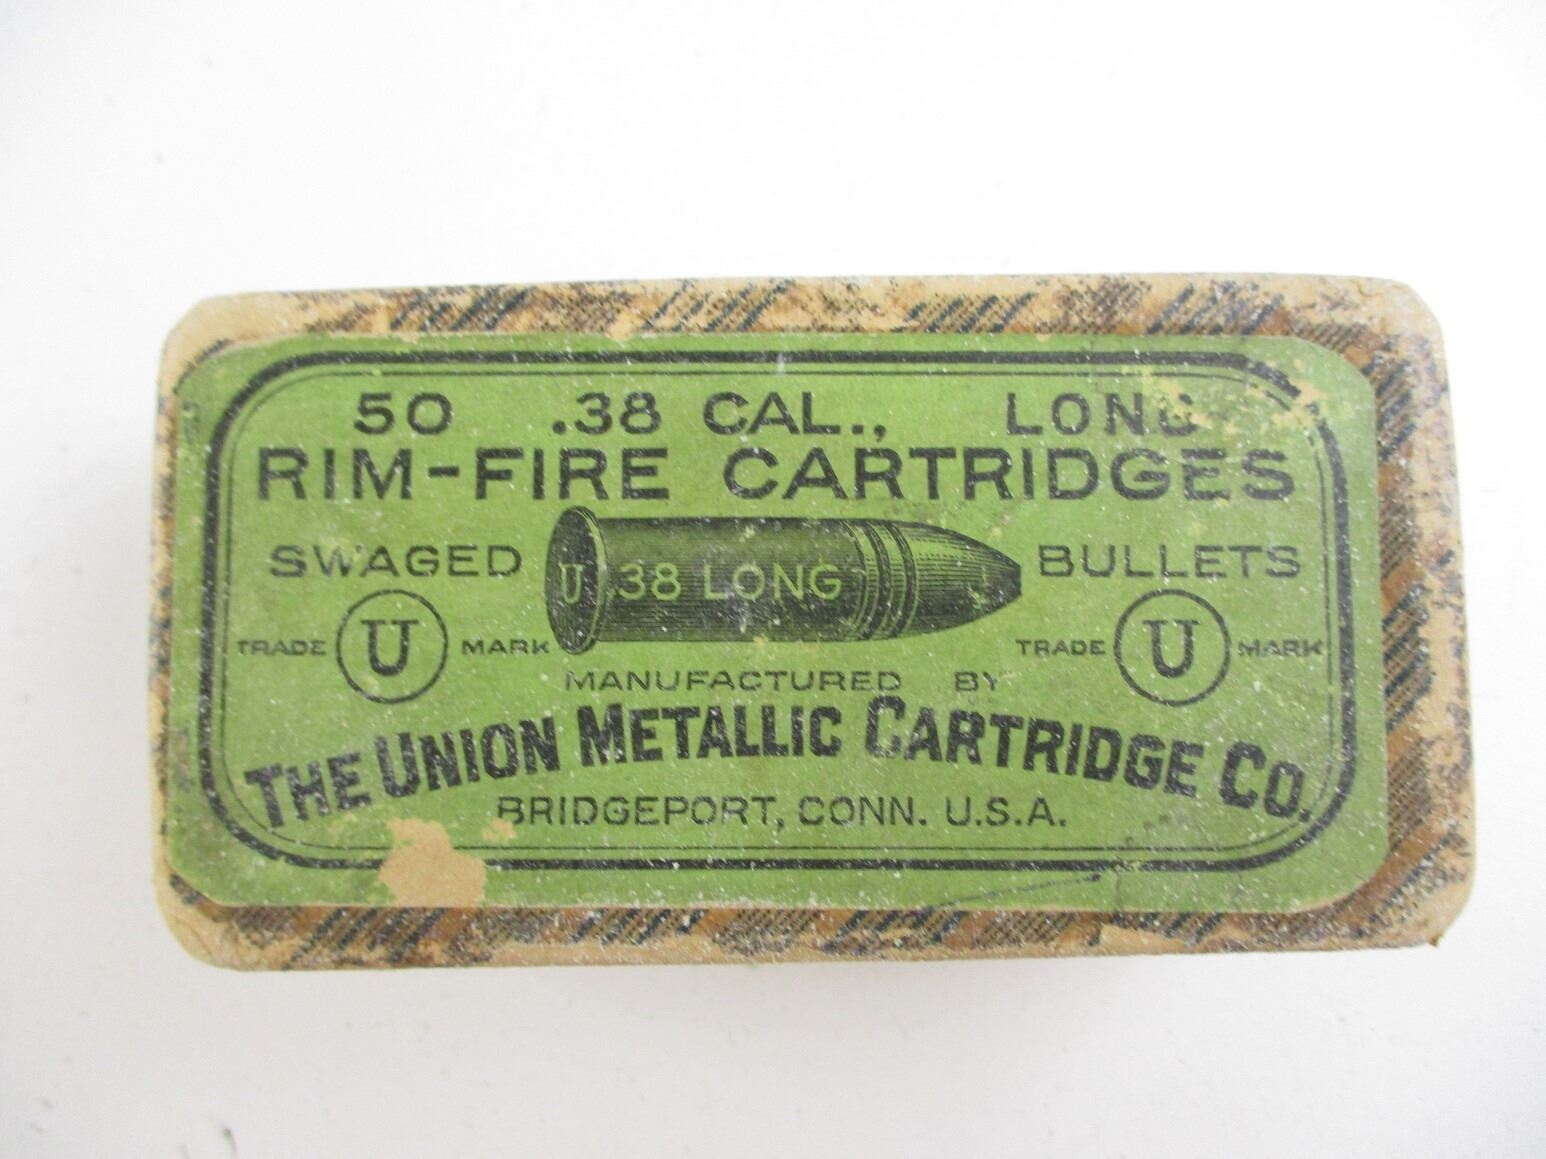 50 .38 CAL., LONG
RIM-FIRE CARTRIDGES
SWAGED BULLETS
U .38 LONG
TRADE U MARK TRADE U MARK
MANUFACTURED BY
THE UNION METALLIC CARTRIDGE CO.
BRIDGEPORT, CONN. U.S.A.